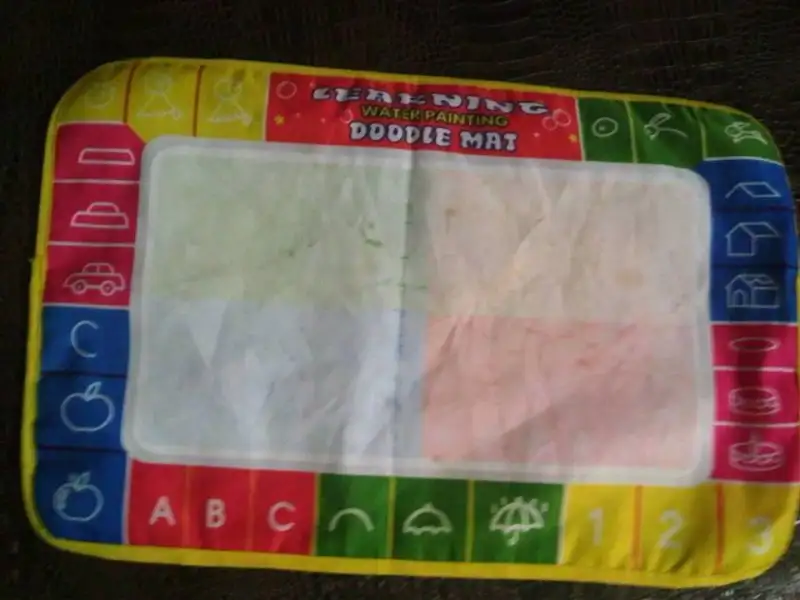 LEARNING
WATER PAINTING
DOODLE MAT
A B C
1 2 3